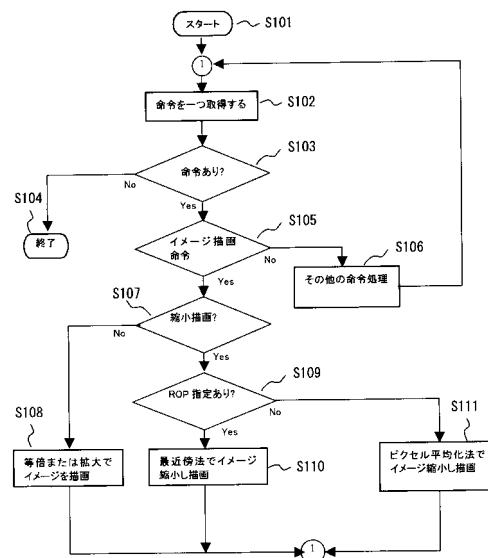 スタート
S101
1
命令を一つ取得する
S102
命令あり?
S103
No
Yes
S104
終了
イメージ描画
命令
S105
No
Yes
その他の命令処理
S106
S107
縮小描画?
No
Yes
ROP 指定あり?
S109
No
Yes
S108
等倍または拡大で
イメージを描画
最近傍法でイメージ
縮小し描画
S110
S111
ピクセル平均化法で
イメージ縮小し描画
1